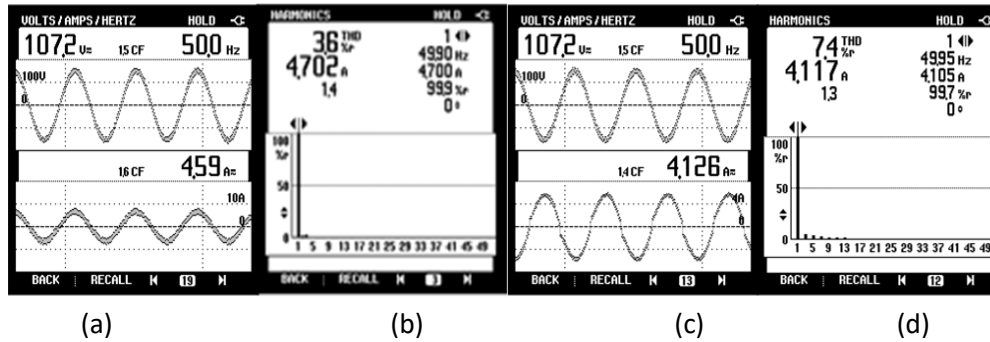 VOLTS/AMPS/HERTZ HOLD
107,2 V≂ 1,5 CF 50,0 Hz
100V
0
1,6 CF 4,59 A≂
10A
0
BACK RECALL 19
(a)
HARMONICS HOLD
3,6 THD %r 1
49,90 Hz
4,702 A 4,700 A
1,4 99,9 %r
0°
100
%r
50
0
1 5 9 13 17 21 25 29 33 37 41 45 49
BACK RECALL 3
(b)
VOLTS/AMPS/HERTZ HOLD
107,2 V≂ 1,5 CF 50,0 Hz
100V
0
1,4 CF 4,126 A≂
4A
0
BACK RECALL 13
(c)
HARMONICS HOLD
7,4 THD %r 1
49,95 Hz
4,117 A 4,105 A
1,3 99,7 %r
0°
100
%r
50
0
1 5 9 13 17 21 25 29 33 37 41 45 49
BACK RECALL 12
(d)